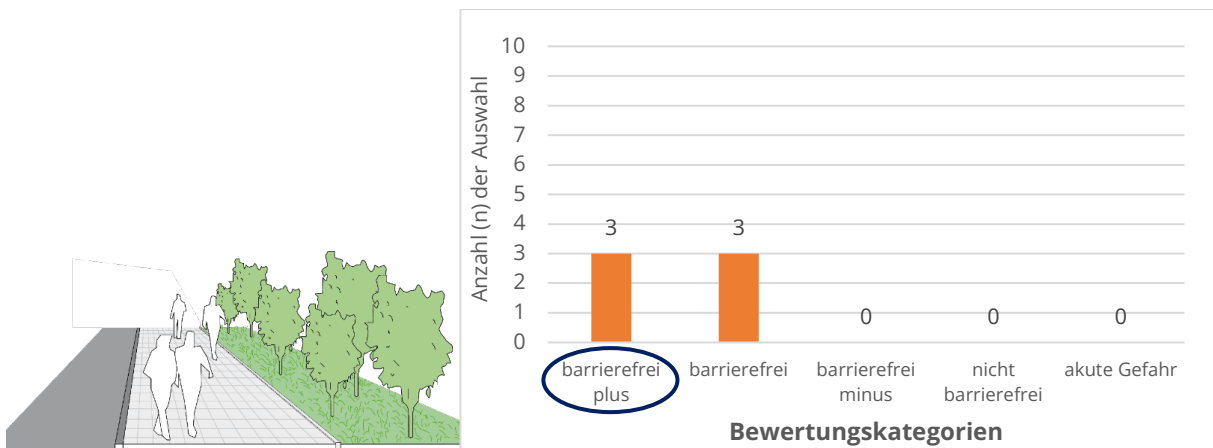 Anzahl (n) der Auswahl
10
9
8
7
6
5
4
3
2
1
0
3
3
0
0
0
barrierefrei
plus
barrierefrei
barrierefrei
minus
nicht
barrierefrei
akute Gefahr
Bewertungskategorien